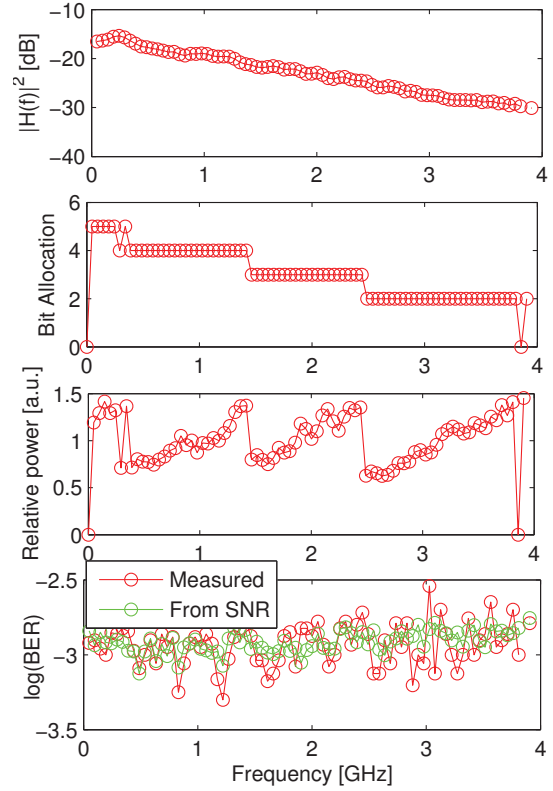 −10
−20
−30
−40
|H(f)|² [dB]
0 1 2 3 4
6
4
2
0
Bit Allocation
0 1 2 3 4
1.5
1
0.5
0
Relative power [a.u.]
0 1 2 3 4
Measured
From SNR
−2.5
−3
−3.5
log(BER)
0 1 2 3 4
Frequency [GHz]